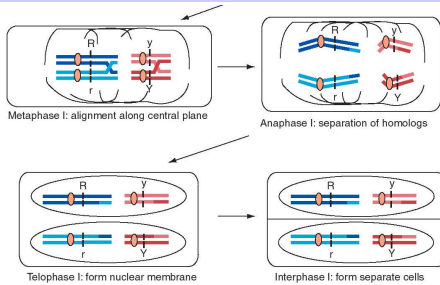 R y
r Y
Metaphase I: alignment along central plane
R y
r Y
Anaphase I: separation of homologs
R y
r Y
Telophase I: form nuclear membrane
R y
r Y
Interphase I: form separate cells